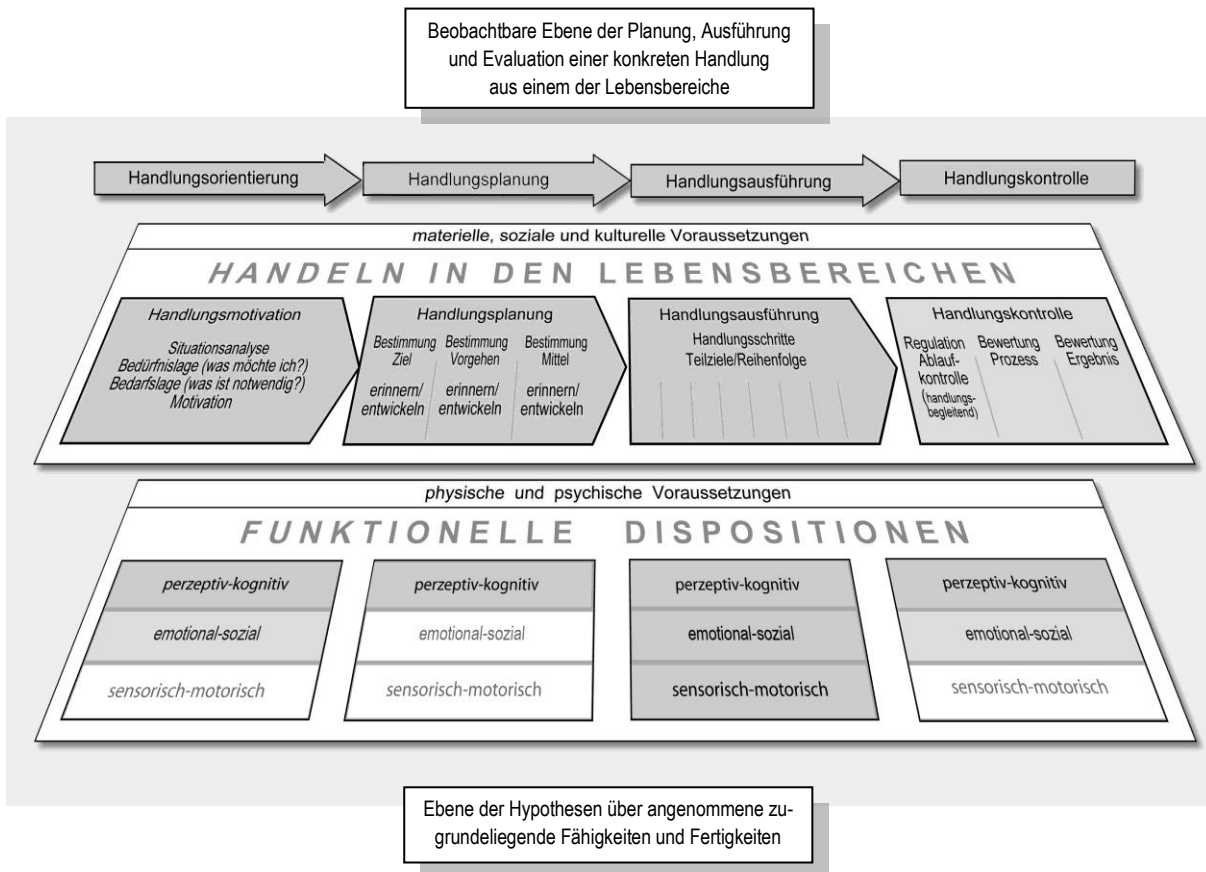 Beobachtbare Ebene der Planung, Ausführung
und Evaluation einer konkreten Handlung
aus einem der Lebensbereiche
Handlungsorientierung
Handlungsplanung
Handlungsausführung
Handlungskontrolle
materielle, soziale und kulturelle Voraussetzungen
HANDELN IN DEN LEBENSBEREICHEN
Handlungsmotivation
Situationsanalyse
Bedürfnislage (was möchte ich?)
Bedarfslage (was ist notwendig?)
Motivation
Handlungsplanung
Bestimmung
Ziel
erinnern/
entwickeln
Bestimmung
Vorgehen
erinnern/
entwickeln
Bestimmung
Mittel
erinnern/
entwickeln
Handlungsausführung
Handlungsschritte
Teilziele/Reihenfolge
Handlungskontrolle
Regulation
Ablauf-
kontrolle
(handlungs-
begleitend)
Bewertung
Prozess
Bewertung
Ergebnis
physische und psychische Voraussetzungen
FUNKTIONELLE DISPOSITIONEN
perzeptiv-kognitiv
emotional-sozial
sensorisch-motorisch
perzeptiv-kognitiv
emotional-sozial
sensorisch-motorisch
perzeptiv-kognitiv
emotional-sozial
sensorisch-motorisch
perzeptiv-kognitiv
emotional-sozial
sensorisch-motorisch
Ebene der Hypothesen über angenommene zu-
grundeliegende Fähigkeiten und Fertigkeiten